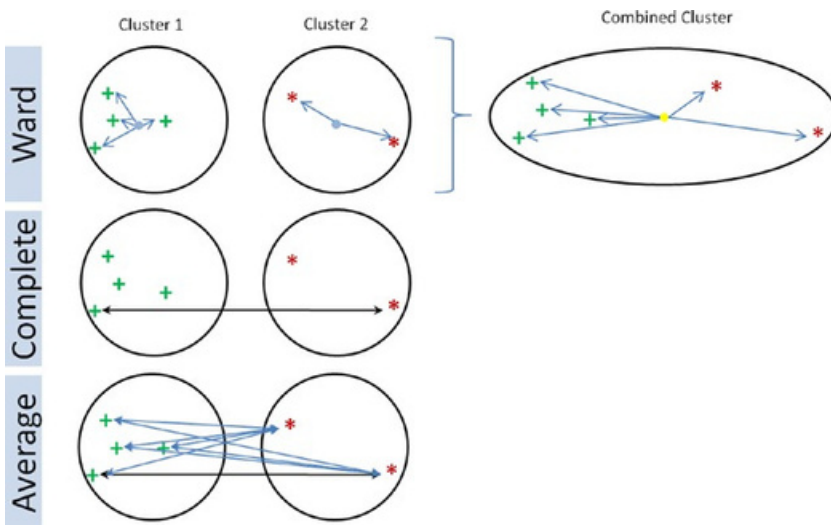 Cluster 1
Cluster 2
Combined Cluster
Ward
Complete
Average